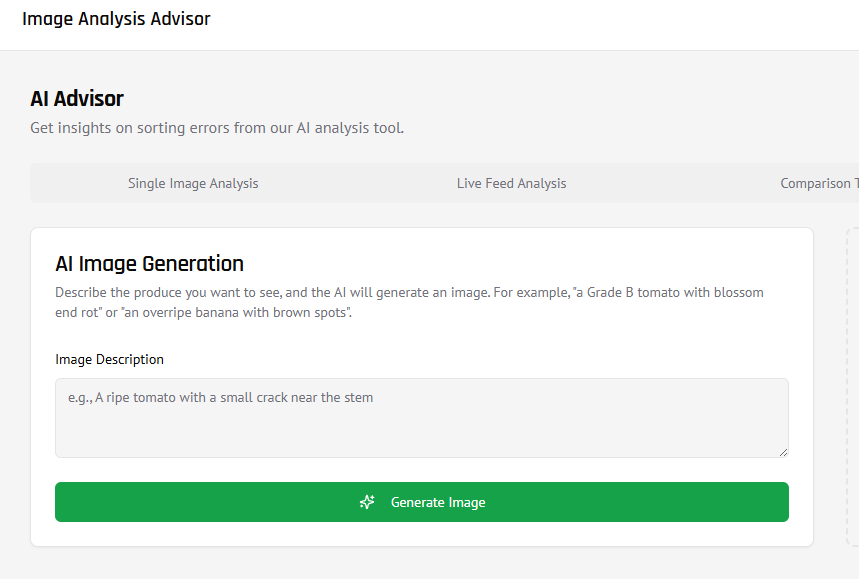 Image Analysis Advisor
AI Advisor
Get insights on sorting errors from our AI analysis tool.
Single Image Analysis
Live Feed Analysis
Comparison
AI Image Generation
Describe the produce you want to see, and the AI will generate an image. For example, "a Grade B tomato with blossom
end rot" or "an overripe banana with brown spots".
Image Description
e.g., A ripe tomato with a small crack near the stem
Generate Image